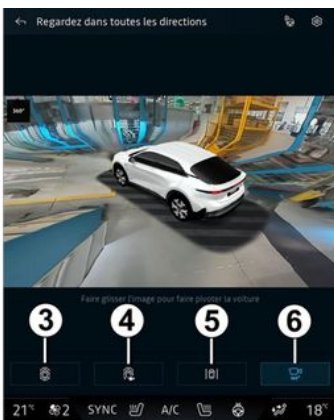 Regardez dans toutes les directions
360°
Faire glisser l'image pour faire pivoter la voiture
3 4 5 6
21° 2 SYNC A/C 18°